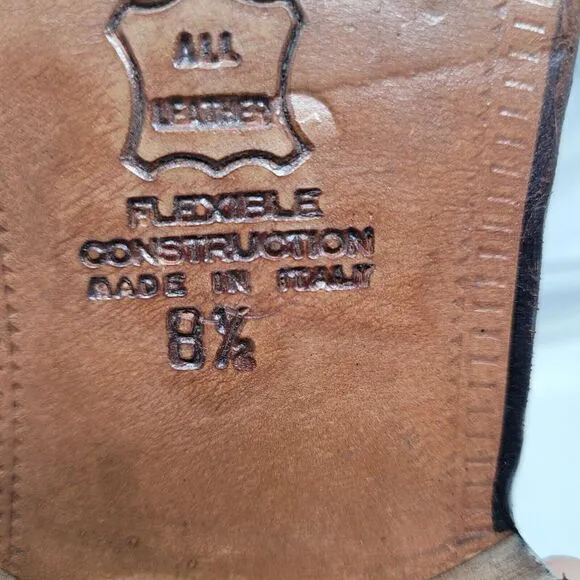 ALL
LEATHER
FLEXIBLE
CONSTRUCTION
MADE IN ITALY
8½